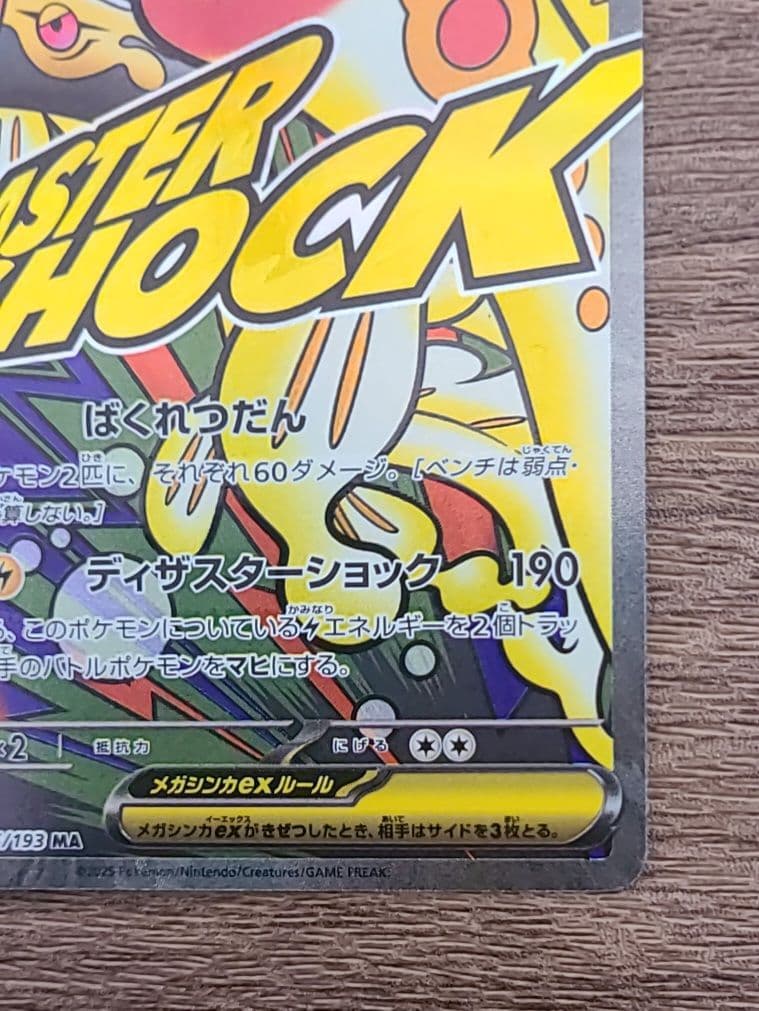 ASTER
SHOCK
ばくれつだん
ケモン2匹に、それぞれ60ダメージ。[ベンチは弱点・
算しない。]
ディザスターショック 190
、このポケモンについているエネルギーを2個トラッ
手のバトルポケモンをマヒにする。
×2 抵抗力 にげる
メガシンカexルール
メガシンカexがきぜつしたとき、相手はサイドを3枚とる。
/193 MA
©2025 Pokémon/Nintendo/Creatures/GAME FREAK.